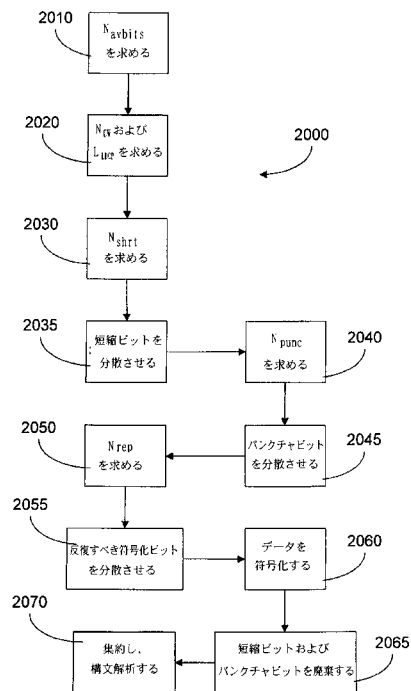 2010
N_avbits
を求める
2020
N_CWおよび
L_LDPCを求める
2000
2030
N_shrt
を求める
2035
短縮ビットを
分散させる
2040
N_punc
を求める
2050
N_rep
を求める
2045
パンクチャビット
を分散させる
2055
反復すべき符号化ビット
を分散させる
2060
データを
符号化する
2070
集約し、
構文解析する
2065
短縮ビットおよび
パンクチャビットを廃棄する